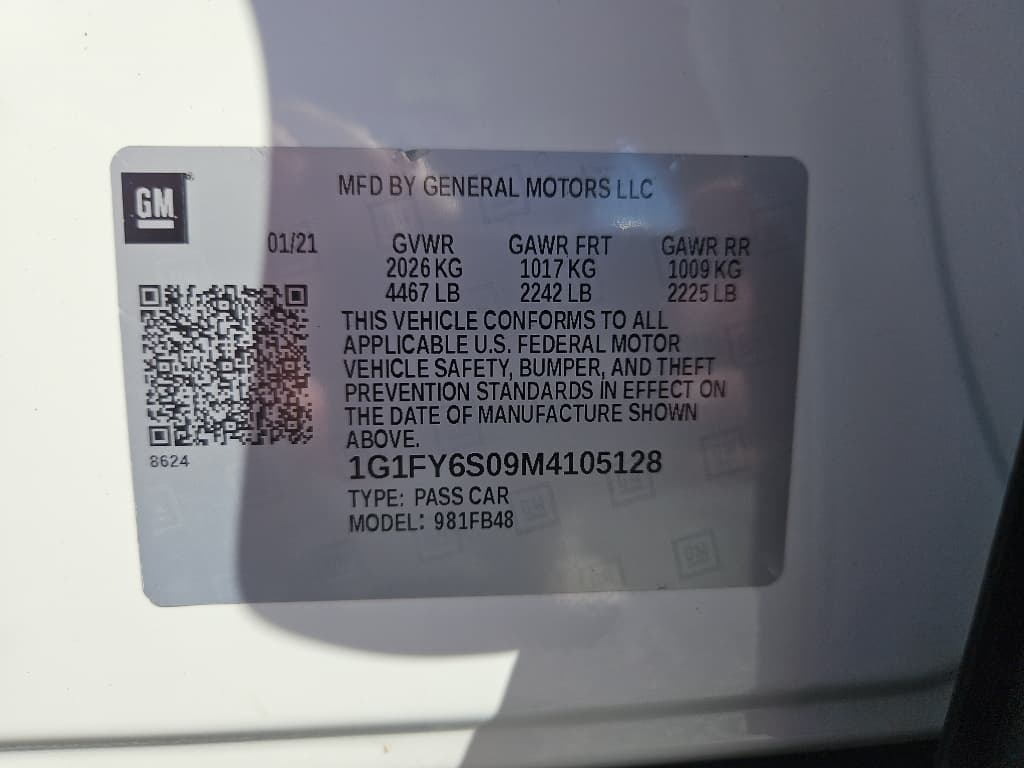 GM
MFD BY GENERAL MOTORS LLC
01/21 GVWR GAWR FRT GAWR RR
2026 KG 1017 KG 1009 KG
4467 LB 2242 LB 2225 LB
THIS VEHICLE CONFORMS TO ALL
APPLICABLE U.S. FEDERAL MOTOR
VEHICLE SAFETY, BUMPER, AND THEFT
PREVENTION STANDARDS IN EFFECT ON
THE DATE OF MANUFACTURE SHOWN
ABOVE.
8624
1G1FY6S09M4105128
TYPE: PASS CAR
MODEL: 981FB48